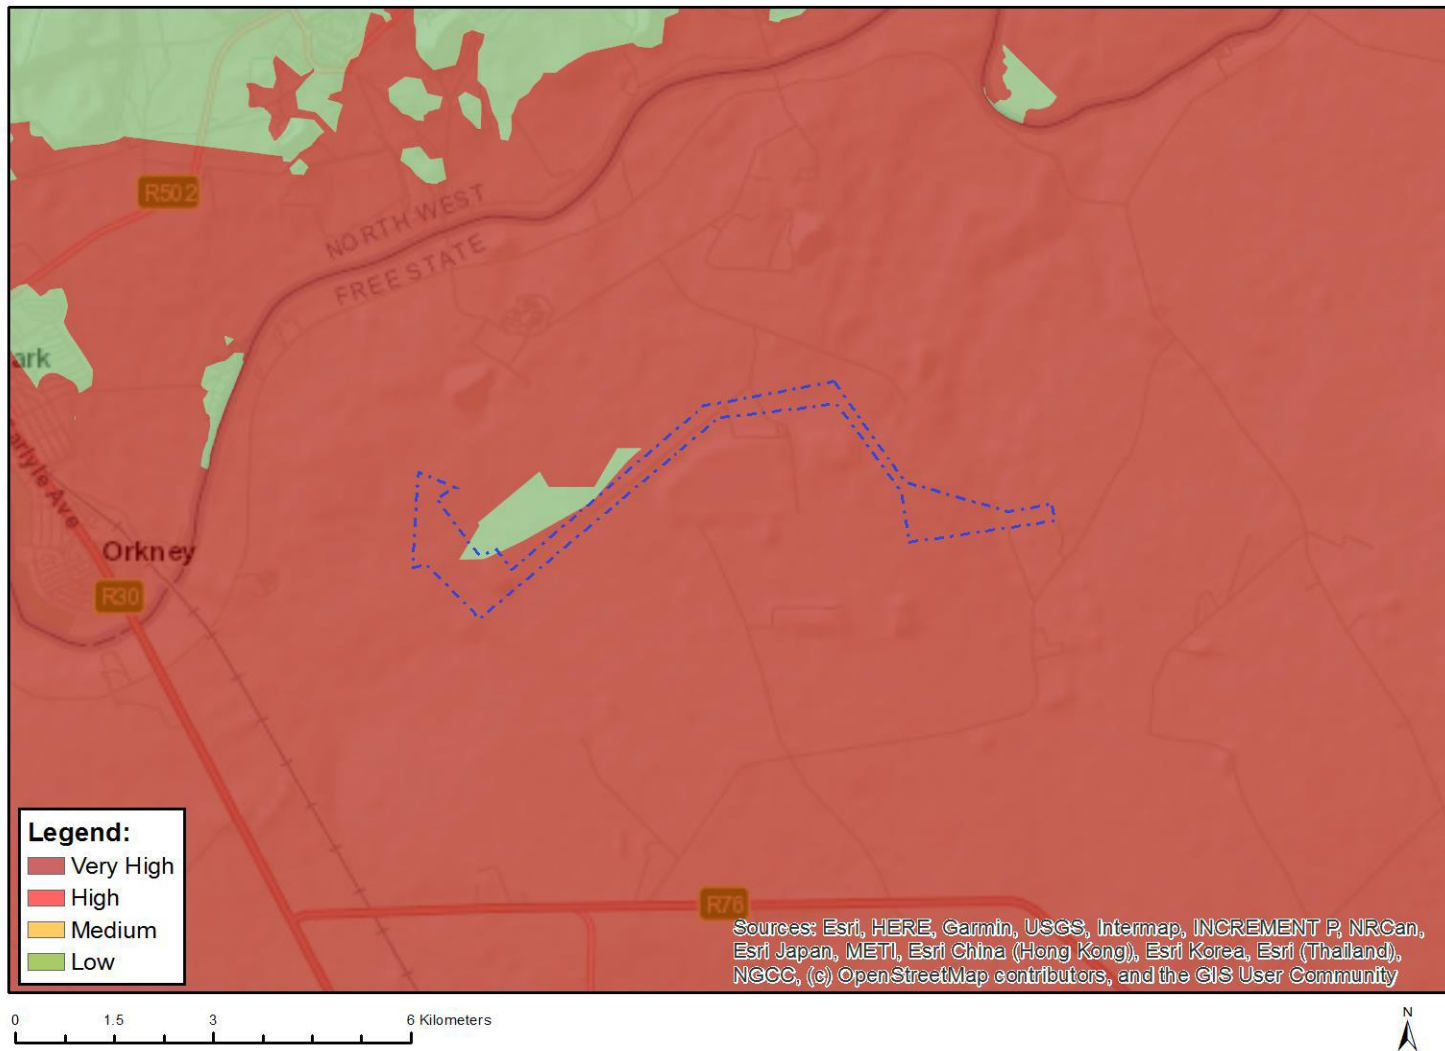 R502
NORTH WEST
FREE STATE
ark
arlyle Ave
Orkney
R30
R76
Legend:
Very High
High
Medium
Low
Sources: Esri, HERE, Garmin, USGS, Intermap, INCREMENT P, NRCan,
Esri Japan, METI, Esri China (Hong Kong), Esri Korea, Esri (Thailand),
NGCC, (c) OpenStreetMap contributors, and the GIS User Community
0 1.5 3 6 Kilometers
N